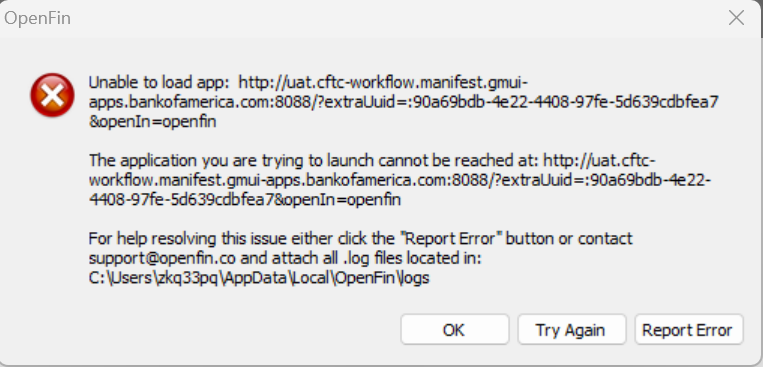 OpenFin
Unable to load app:  http://uat.cftc-workflow.manifest.gmui-
apps.bankofamerica.com:8088/?extraUuid=:90a69bdb-4e22-4408-97fe-5d639cdbfea7
&openIn=openfin
The application you are trying to launch cannot be reached at: http://uat.cftc-
workflow.manifest.gmui-apps.bankofamerica.com:8088/?extraUuid=:90a69bdb-4e22-
4408-97fe-5d639cdbfea7&openIn=openfin
For help resolving this issue either click the "Report Error" button or contact
support@openfin.co and attach all .log files located in:
C:\Users\zkq33pq\AppData\Local\OpenFin\logs
OK
Try Again
Report Error